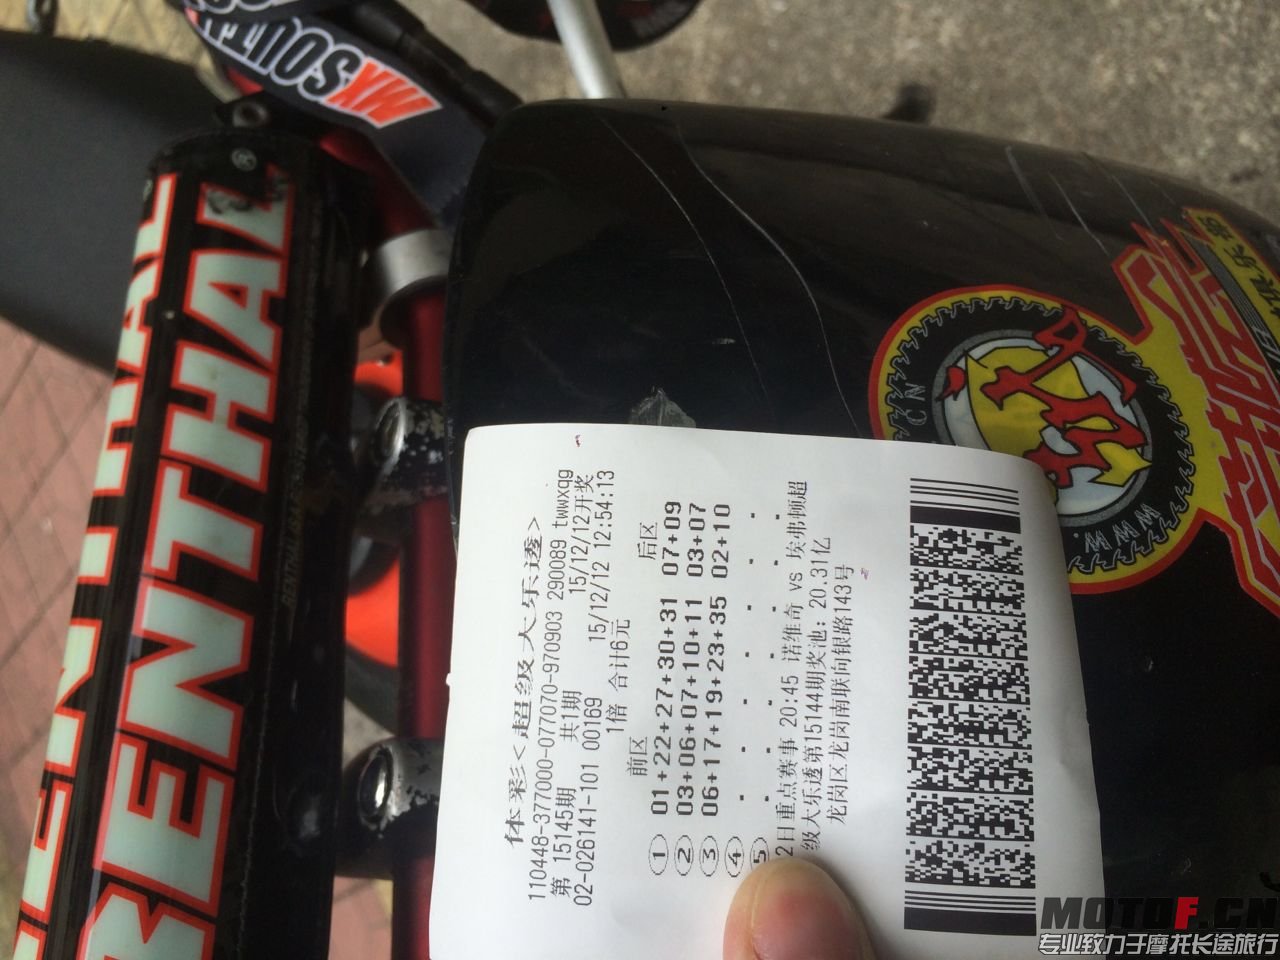 体彩<超级大乐透>
110448-377000-077070-970903 290089 twwxqg
第 15145期 共1期 15/12/12开奖
02-026141-101 00169 15/12/12 12:54:13
1倍 合计6元
前区 后区
① 01+22+27+30+31 07+09
② 03+06+07+10+11 03+07
③ 06+17+19+23+35 02+10
④
⑤
2日重点赛事 20:45 诺维奇 vs 埃弗顿超
级大乐透第15144期奖池: 20.31亿
龙岗区龙岗南联向银路143号
RENTHAL
MXSOUTH
CN
WWW.
MOTOF.CN
专业致力于摩托长途旅行